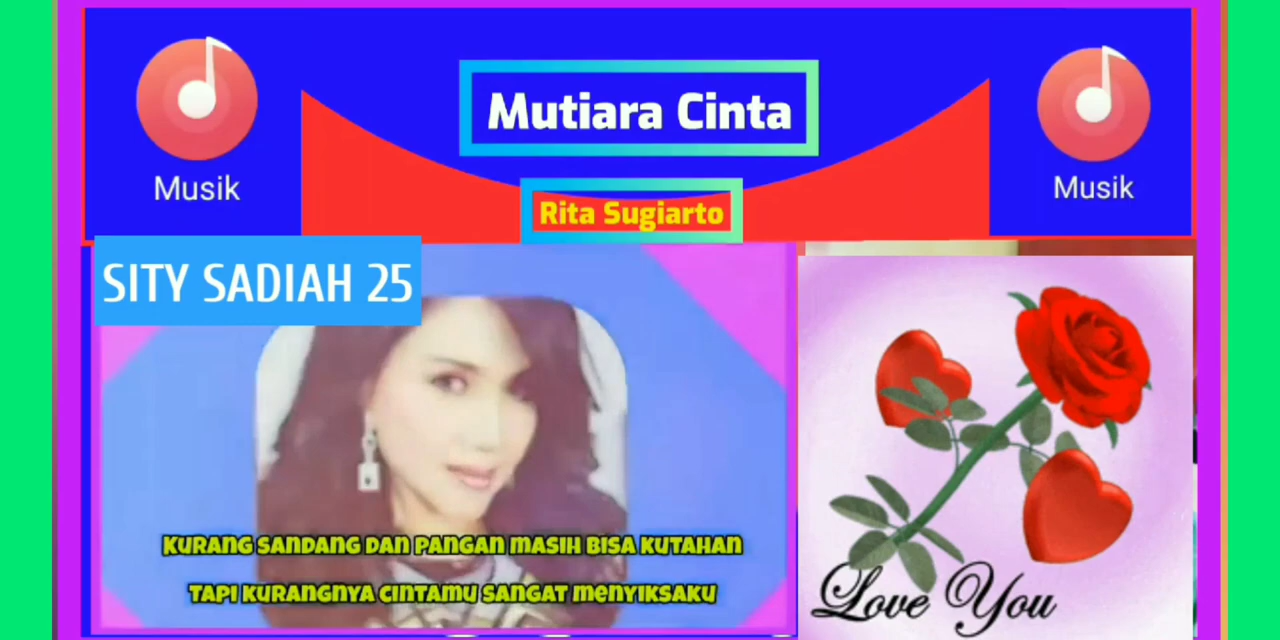 Mutiara Cinta
Musik
Musik
Rita Sugiarto
SITY SADIAH 25
KURANG SANDANG DAN PANGAN MASIH BISA KUTAHAN
TAPI KURANGNYA CINTAMU SANGAT MENYIKSAKU
Love You